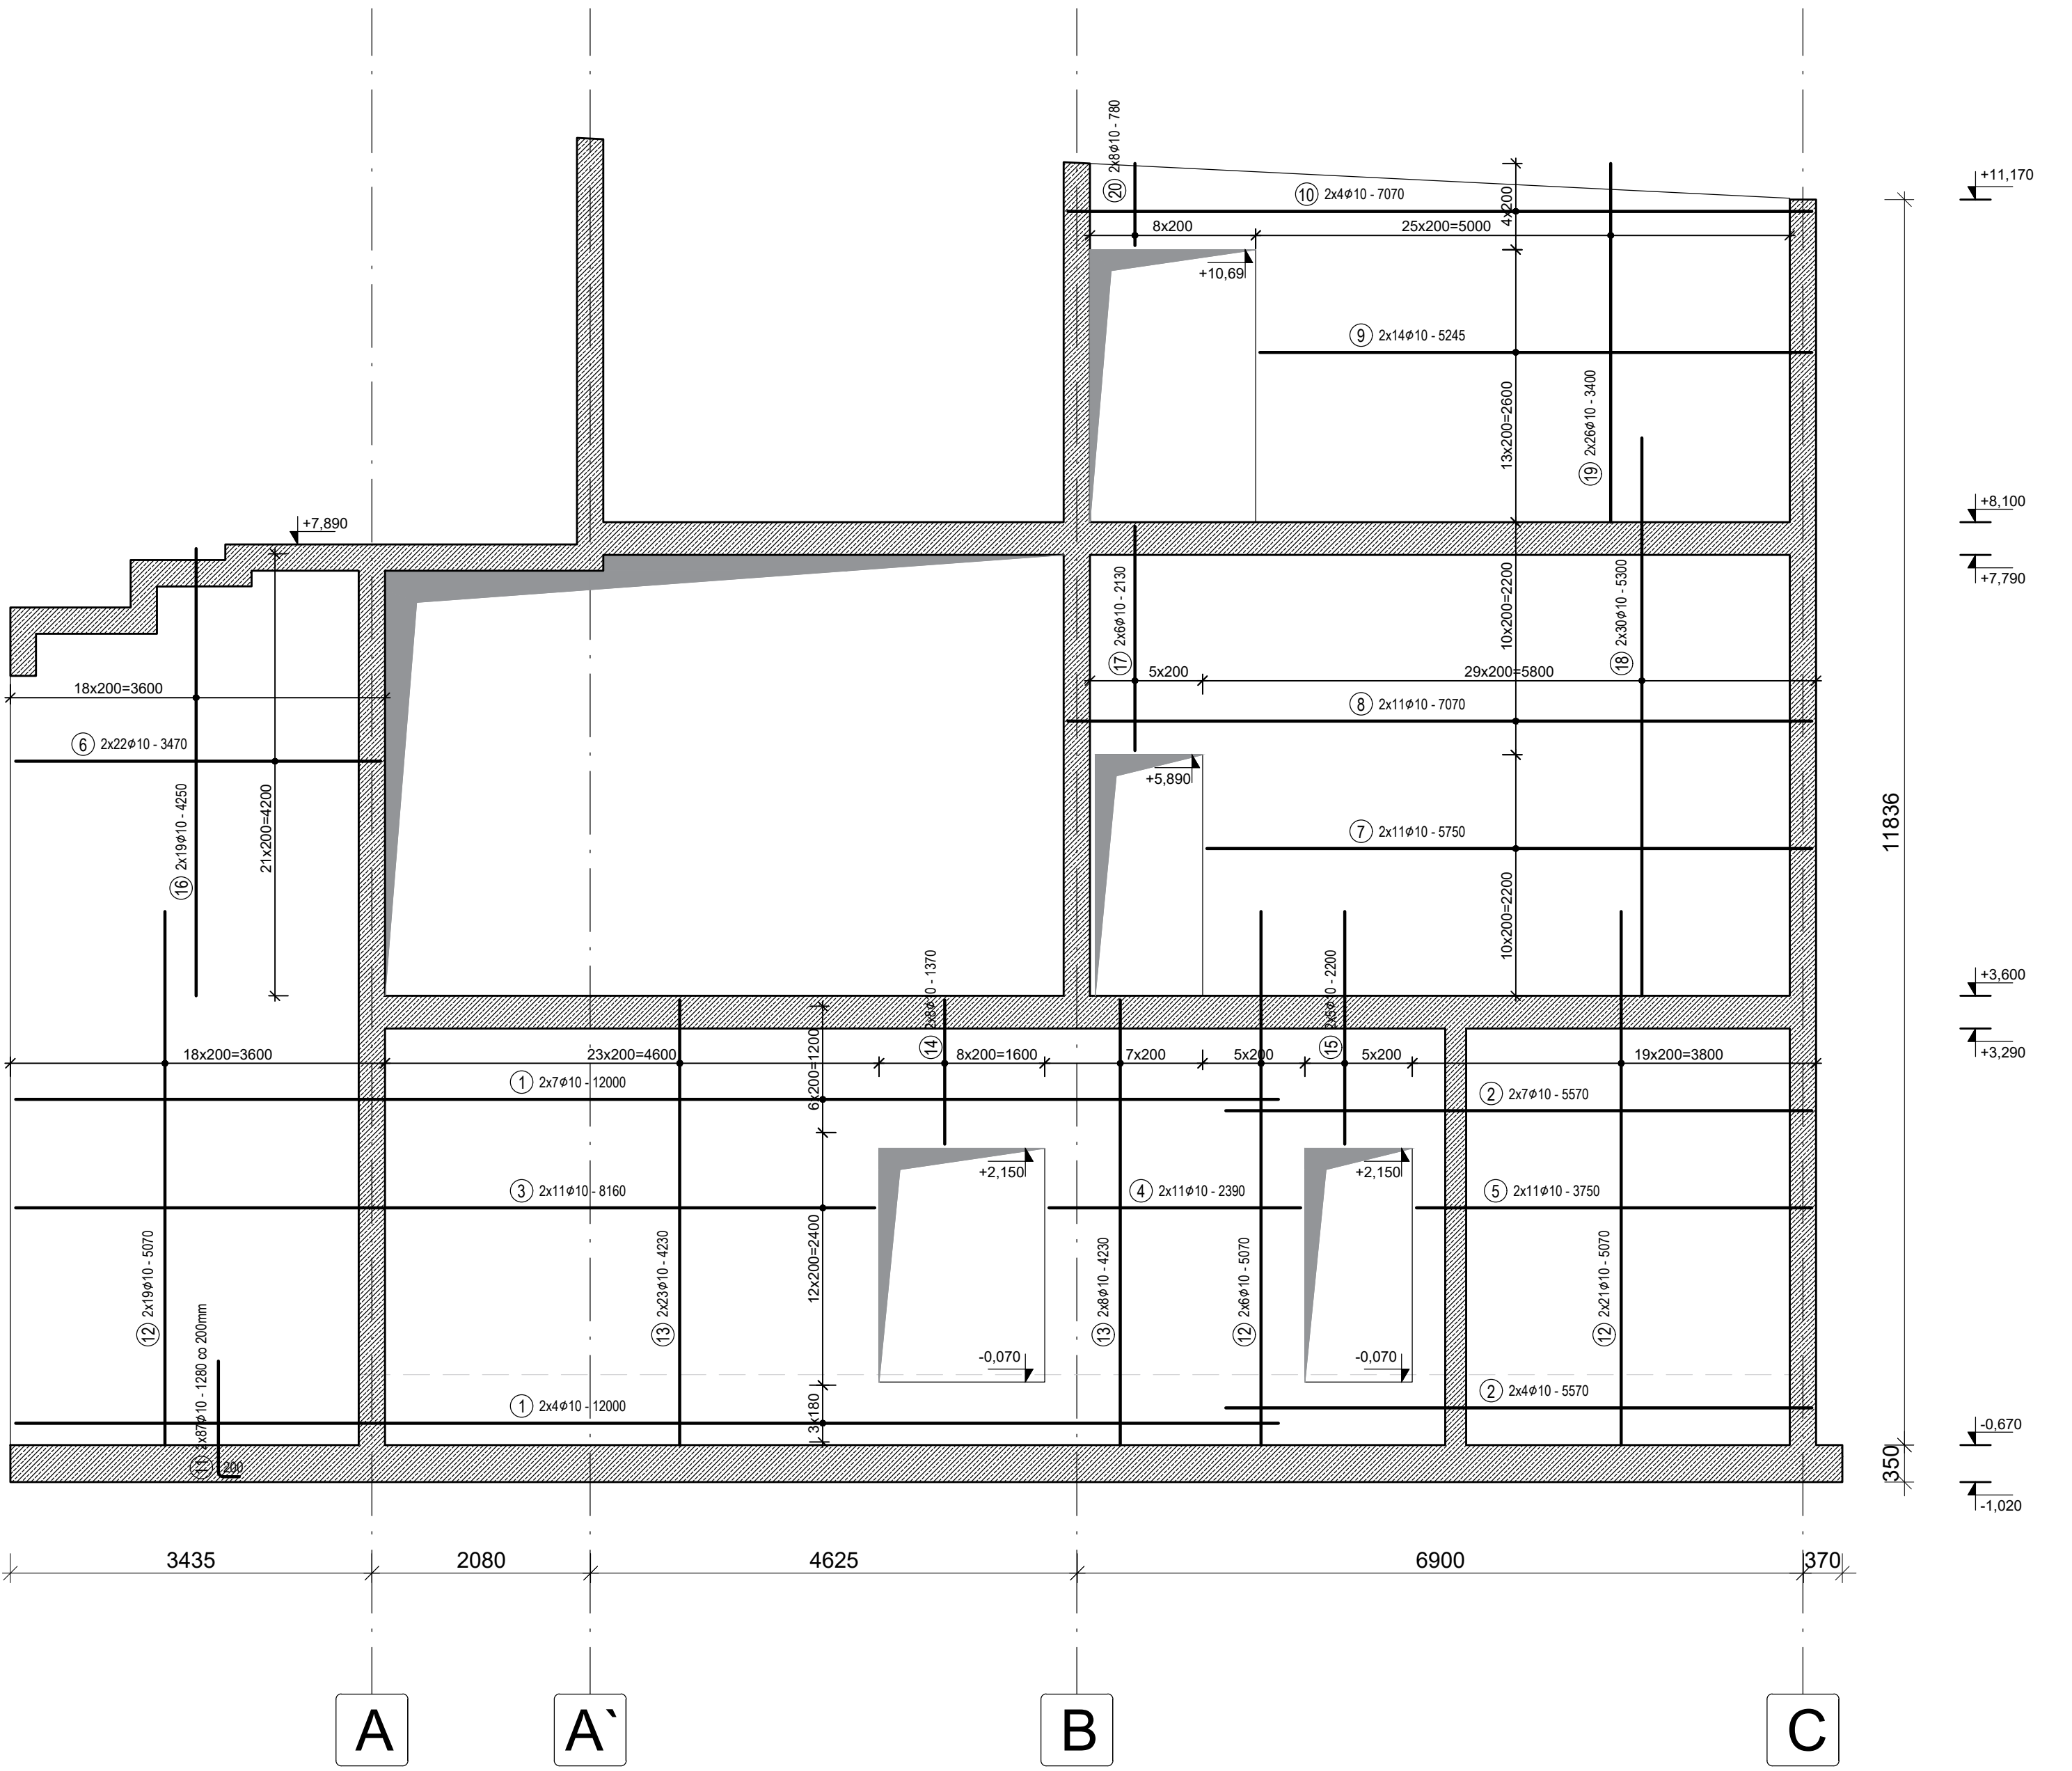 ⑳ 2x8ϕ10 - 780
+11,170
⑩ 2x4ϕ10 - 7070
4x200
8x200
25x200=5000
+10,69
⑨ 2x14ϕ10 - 5245
13x200=2600
⑲ 2x26ϕ10 - 3400
+8,100
+7,890
+7,790
⑰ 2x6ϕ10 - 2130
10x200=2200
⑱ 2x30ϕ10 - 5300
18x200=3600
5x200
29x200=5800
⑧ 2x11ϕ10 - 7070
⑥ 2x22ϕ10 - 3470
+5,890
⑯ 2x19ϕ10 - 4250
21x200=4200
⑦ 2x11ϕ10 - 5750
11836
10x200=2200
+3,600
⑭ 2x8ϕ10 - 1370
⑮ 2x5ϕ10 - 2200
+3,290
18x200=3600
23x200=4600
8x200=1600
7x200
5x200
5x200
19x200=3800
① 2x7ϕ10 - 12000
6x200=1200
② 2x7ϕ10 - 5570
+2,150
+2,150
③ 2x11ϕ10 - 8160
④ 2x11ϕ10 - 2390
⑤ 2x11ϕ10 - 3750
12x200=2400
⑫ 2x19ϕ10 - 5070
⑬ 2x23ϕ10 - 4230
⑬ 2x8ϕ10 - 4230
⑫ 2x6ϕ10 - 5070
⑫ 2x21ϕ10 - 5070
-0,070
-0,070
⑪ 2x87ϕ10 - 1280 co 200mm
200
① 2x4ϕ10 - 12000
② 2x4ϕ10 - 5570
3x180
-0,670
350
-1,020
3435
2080
4625
6900
370
A
A`
B
C